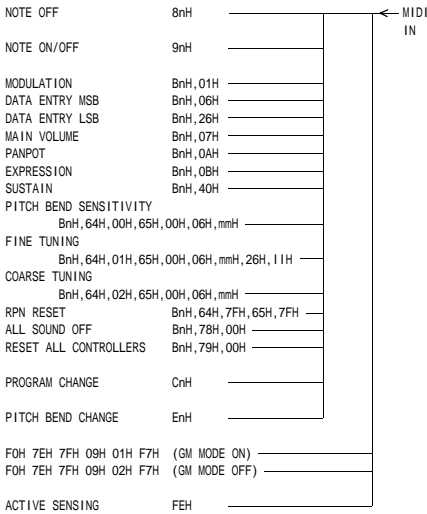 NOTE OFF 8nH MIDI
IN
NOTE ON/OFF 9nH
MODULATION BnH,01H
DATA ENTRY MSB BnH,06H
DATA ENTRY LSB BnH,26H
MAIN VOLUME BnH,07H
PANPOT BnH,0AH
EXPRESSION BnH,0BH
SUSTAIN BnH,40H
PITCH BEND SENSITIVITY
BnH,64H,00H,65H,00H,06H,mmH
FINE TUNING
BnH,64H,01H,65H,00H,06H,mmH,26H,llH
COARSE TUNING
BnH,64H,02H,65H,00H,06H,mmH
RPN RESET BnH,64H,7FH,65H,7FH
ALL SOUND OFF BnH,78H,00H
RESET ALL CONTROLLERS BnH,79H,00H
PROGRAM CHANGE CnH
PITCH BEND CHANGE EnH
F0H 7EH 7FH 09H 01H F7H (GM MODE ON)
F0H 7EH 7FH 09H 02H F7H (GM MODE OFF)
ACTIVE SENSING FEH